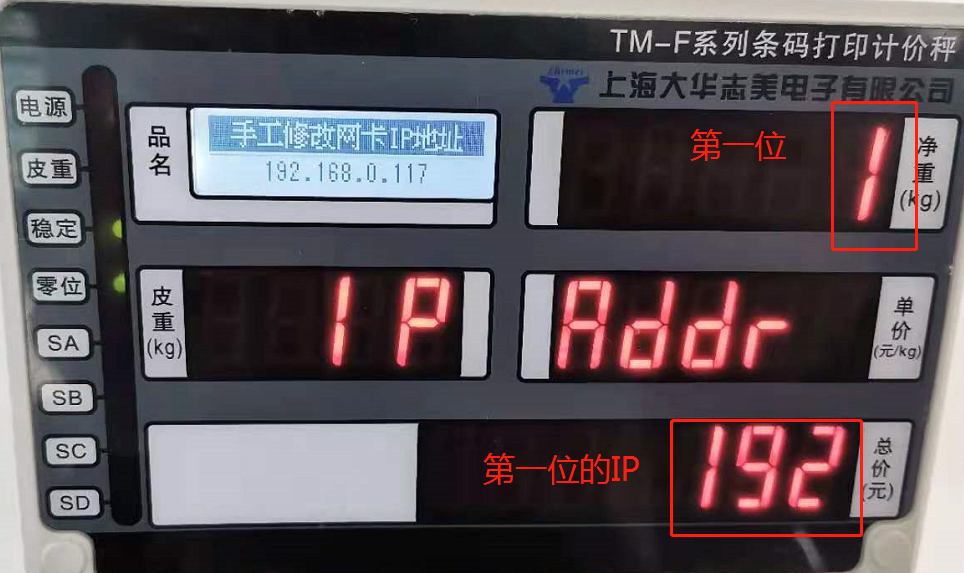 TM-F系列条码打印计价秤
上海大华志美电子有限公司
电源
皮重
稳定
零位
SA
SB
SC
SD
品名
手工修改网卡IP地址
192.168.0.117
第一位
1
净重(kg)
皮重(kg)
IP
Addr
单价(元/kg)
第一位的IP
192
总价(元)